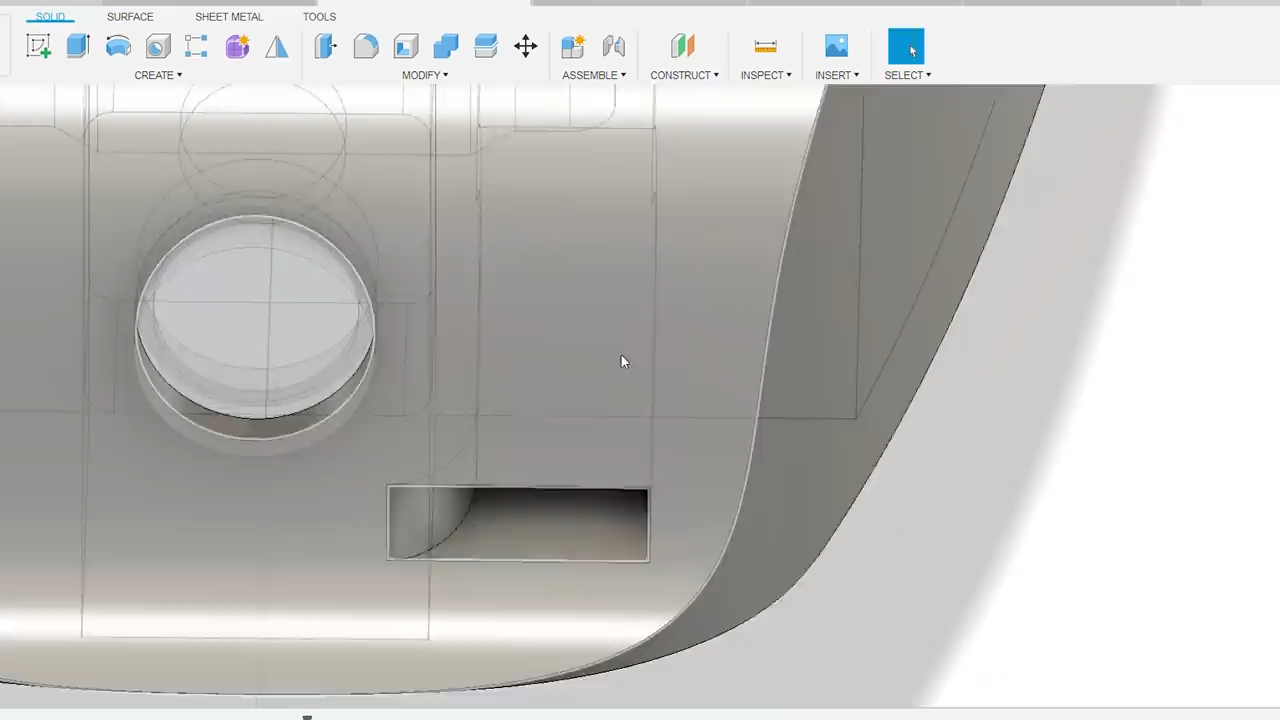 SOLID SURFACE SHEET METAL TOOLS
CREATE MODIFY ASSEMBLE CONSTRUCT INSPECT INSERT SELECT